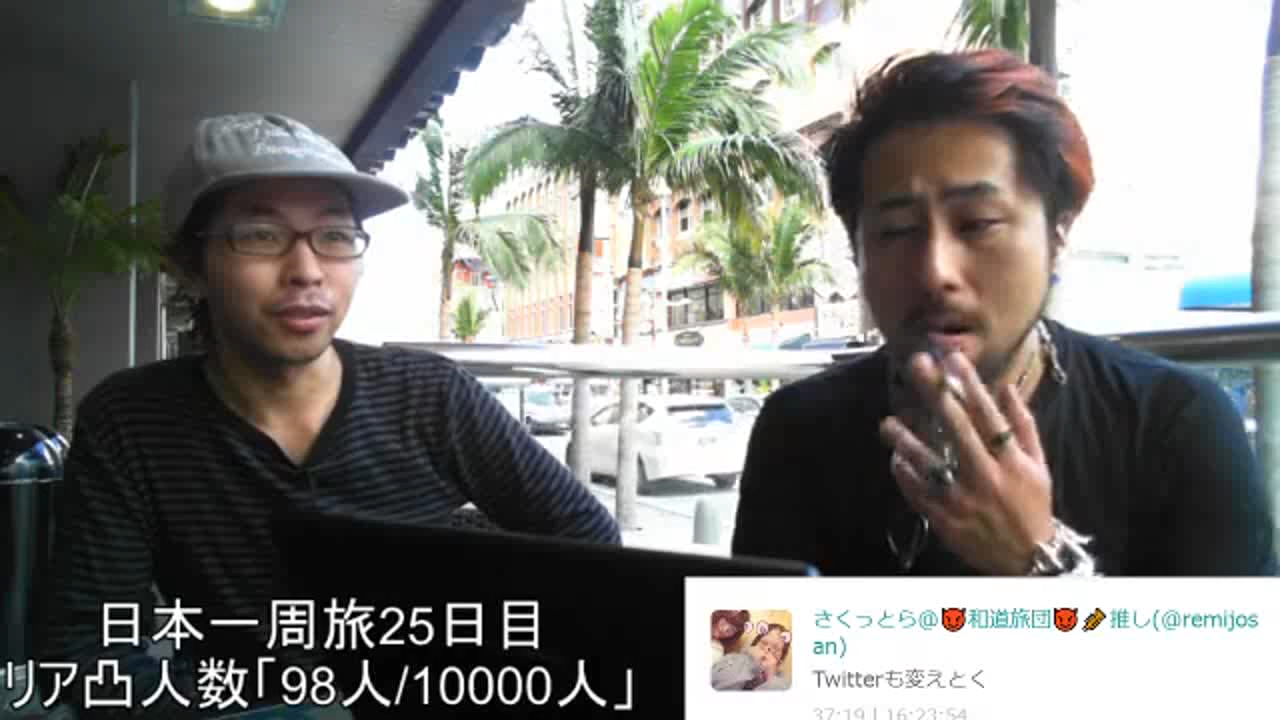 日本一周旅25日目
リア凸人数「98人/10000人」
さくっとら@😈和道旅団😈🎺推し(@remijos
an)
Twitterも変えとく
37:19 | 16:23:54